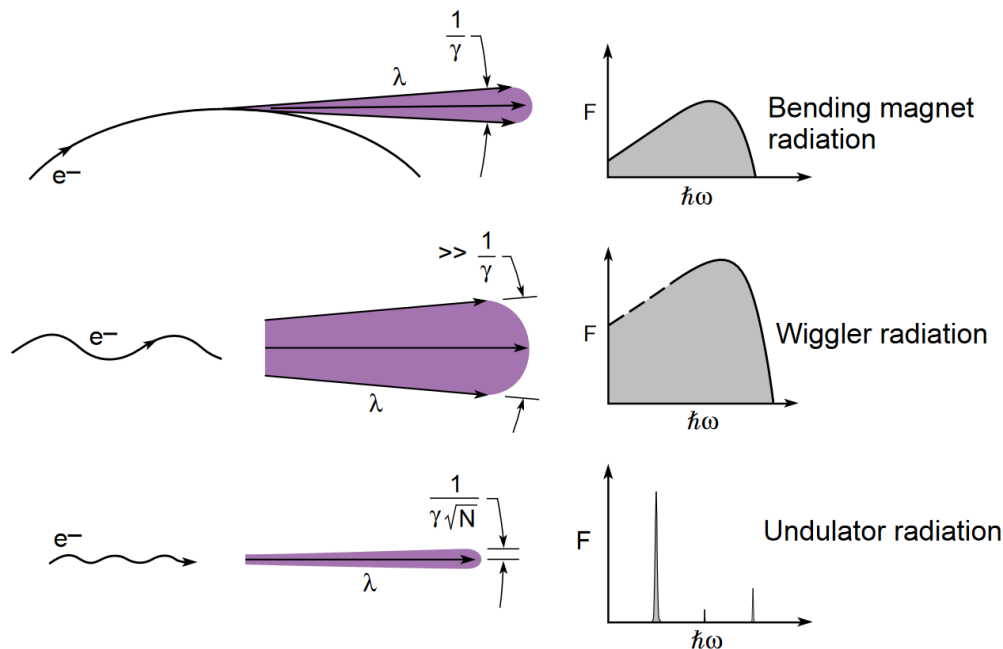 1/γ
λ
e–
F
ħω
Bending magnet
radiation
>> 1/γ
e–
λ
F
ħω
Wiggler radiation
1/γ√N
e–
λ
F
ħω
Undulator radiation